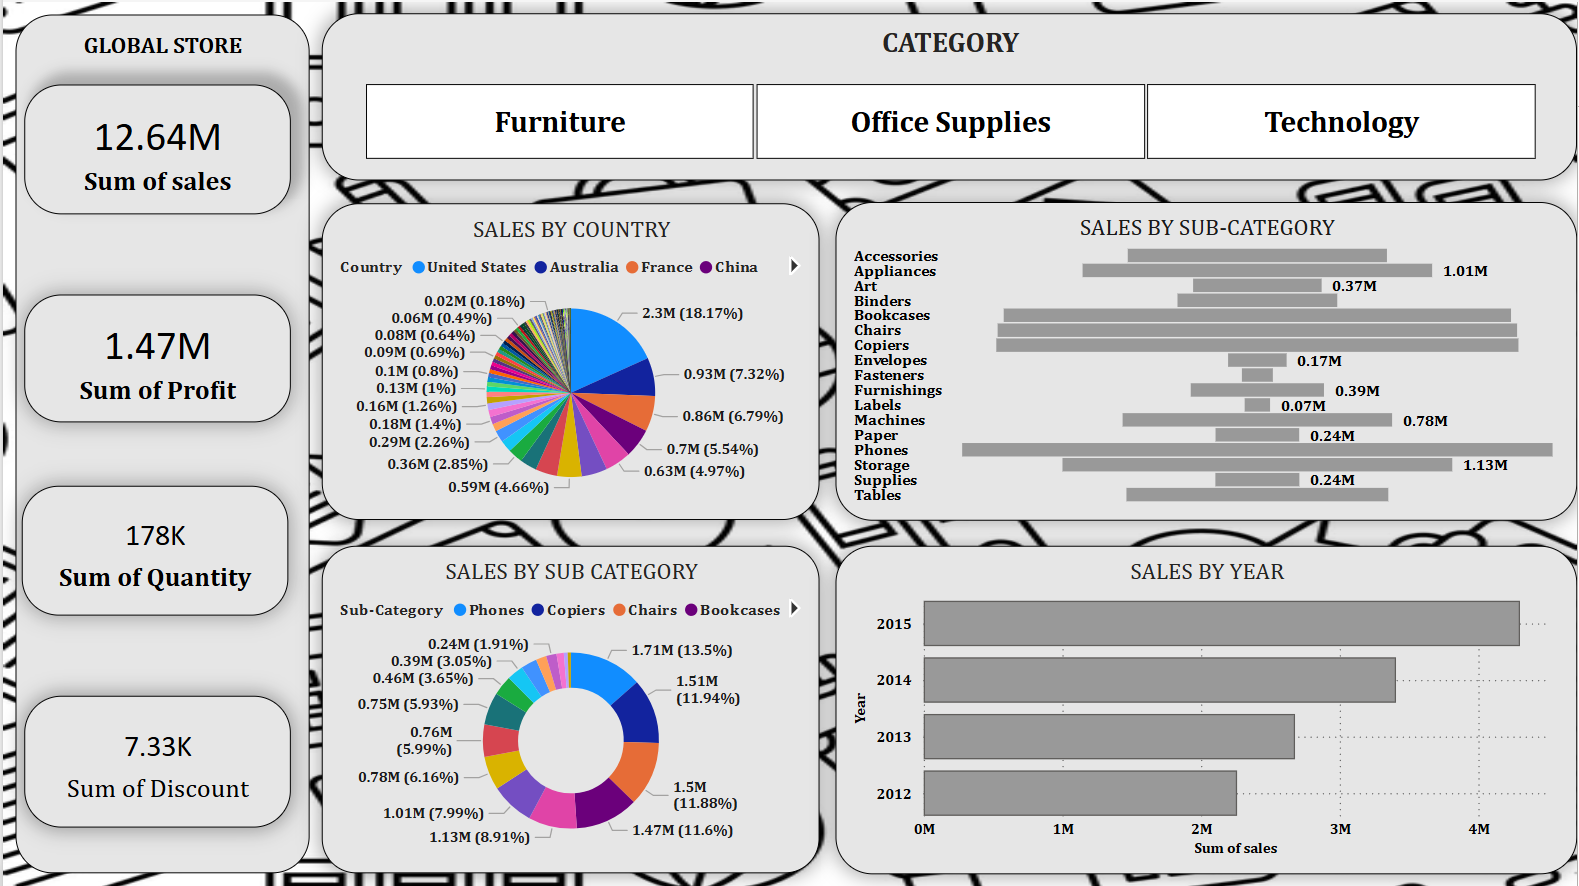 GLOBAL STORE
12.64M
Sum of sales
1.47M
Sum of Profit
178K
Sum of Quantity
7.33K
Sum of Discount
CATEGORY
Furniture
Office Supplies
Technology
SALES BY COUNTRY
Country United States Australia France China
2.3M (18.17%)
0.93M (7.32%)
0.86M (6.79%)
0.7M (5.54%)
0.63M (4.97%)
0.59M (4.66%)
0.36M (2.85%)
0.29M (2.26%)
0.18M (1.4%)
0.16M (1.26%)
0.13M (1%)
0.1M (0.8%)
0.09M (0.69%)
0.08M (0.64%)
0.06M (0.49%)
0.02M (0.18%)
SALES BY SUB-CATEGORY
Accessories
Appliances 1.01M
Art 0.37M
Binders
Bookcases
Chairs
Copiers
Envelopes 0.17M
Fasteners
Furnishings 0.39M
Labels 0.07M
Machines 0.78M
Paper 0.24M
Phones
Storage 1.13M
Supplies 0.24M
Tables
SALES BY SUB CATEGORY
Sub-Category Phones Copiers Chairs Bookcases
1.71M (13.5%)
1.51M
(11.94%)
1.5M
(11.88%)
1.47M (11.6%)
1.13M (8.91%)
1.01M (7.99%)
0.78M (6.16%)
0.76M
(5.99%)
0.75M (5.93%)
0.46M (3.65%)
0.39M (3.05%)
0.24M (1.91%)
SALES BY YEAR
Year
2015
2014
2013
2012
0M 1M 2M 3M 4M
Sum of sales